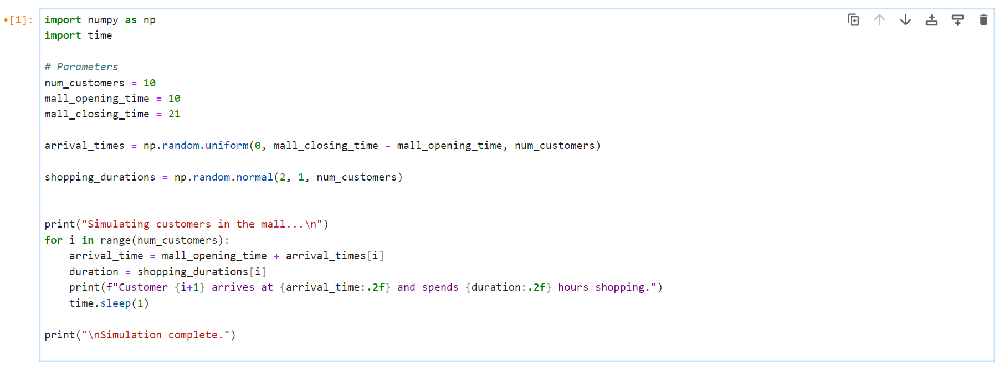 •[1]:
import numpy as np
import time
# Parameters
num_customers = 10
mall_opening_time = 10
mall_closing_time = 21
arrival_times = np.random.uniform(0, mall_closing_time - mall_opening_time, num_customers)
shopping_durations = np.random.normal(2, 1, num_customers)
print("Simulating customers in the mall...\n")
for i in range(num_customers):
    arrival_time = mall_opening_time + arrival_times[i]
    duration = shopping_durations[i]
    print(f"Customer {i+1} arrives at {arrival_time:.2f} and spends {duration:.2f} hours shopping.")
    time.sleep(1)
print("\nSimulation complete.")